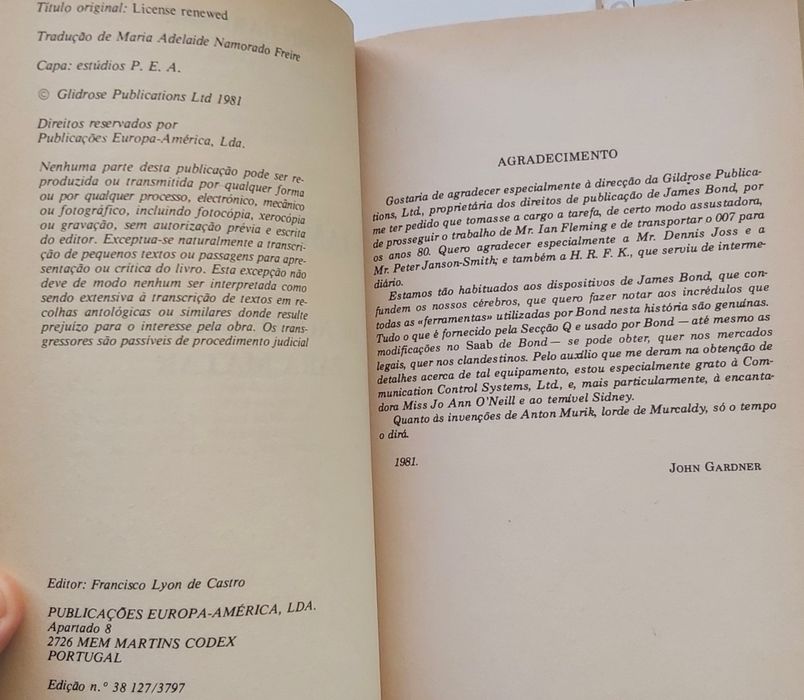 Título original: License renewed
Tradução de Maria Adelaide Namorado Freire
Capa: estúdios P. E. A.
© Glidrose Publications Ltd 1981
Direitos reservados por
Publicações Europa-América, Lda.
Nenhuma parte desta publicação pode ser re-
produzida ou transmitida por qualquer forma
ou por qualquer processo, electrónico, mecânico
ou fotográfico, incluindo fotocópia, xerocópia
ou gravação, sem autorização prévia e escrita
do editor. Exceptua-se naturalmente a transcri-
ção de pequenos textos ou passagens para apre-
sentação ou crítica do livro. Esta excepção não
deve de modo nenhum ser interpretada como
sendo extensiva à transcrição de textos em re-
colhas antológicas ou similares donde resulte
prejuízo para o interesse pela obra. Os trans-
gressores são passíveis de procedimento judicial
Editor: Francisco Lyon de Castro
PUBLICAÇÕES EUROPA-AMÉRICA, LDA.
Apartado 8
2726 MEM MARTINS CODEX
PORTUGAL
Edição n.º 38 127/3797
AGRADECIMENTO
Gostaria de agradecer especialmente à direcção da Gildrose Publica-
tions, Ltd., proprietária dos direitos de publicação de James Bond, por
me ter pedido que tomasse a cargo a tarefa, de certo modo assustadora,
de prosseguir o trabalho de Mr. Ian Fleming e de transportar o 007 para
os anos 80. Quero agradecer especialmente a Mr. Dennis Joss e a
Mr. Peter Janson-Smith; e também a H. R. F. K., que serviu de interme-
diário.
Estamos tão habituados aos dispositivos de James Bond, que con-
fundem os nossos cérebros, que quero fazer notar aos incrédulos que
todas as «ferramentas» utilizadas por Bond nesta história são genuínas.
Tudo o que é fornecido pela Secção Q e usado por Bond — até mesmo as
modificações no Saab de Bond — se pode obter, quer nos mercados
legais, quer nos clandestinos. Pelo auxílio que me deram na obtenção de
detalhes acerca de tal equipamento, estou especialmente grato à Com-
munication Control Systems, Ltd., e, mais particularmente, à encanta-
dora Miss Jo Ann O'Neill e ao temível Sidney.
Quanto às invenções de Anton Murik, lorde de Murcaldy, só o tempo
o dirá.
1981.
JOHN GARDNER